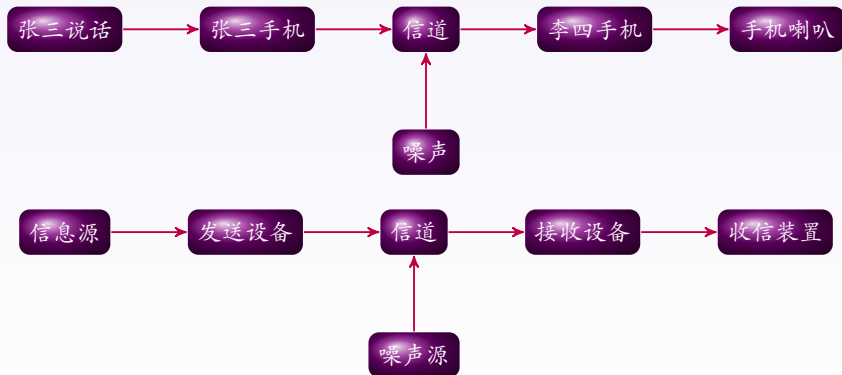 张三说话 张三手机 信道 李四手机 手机喇叭
噪声
信息源 发送设备 信道 接收设备 收信装置
噪声源